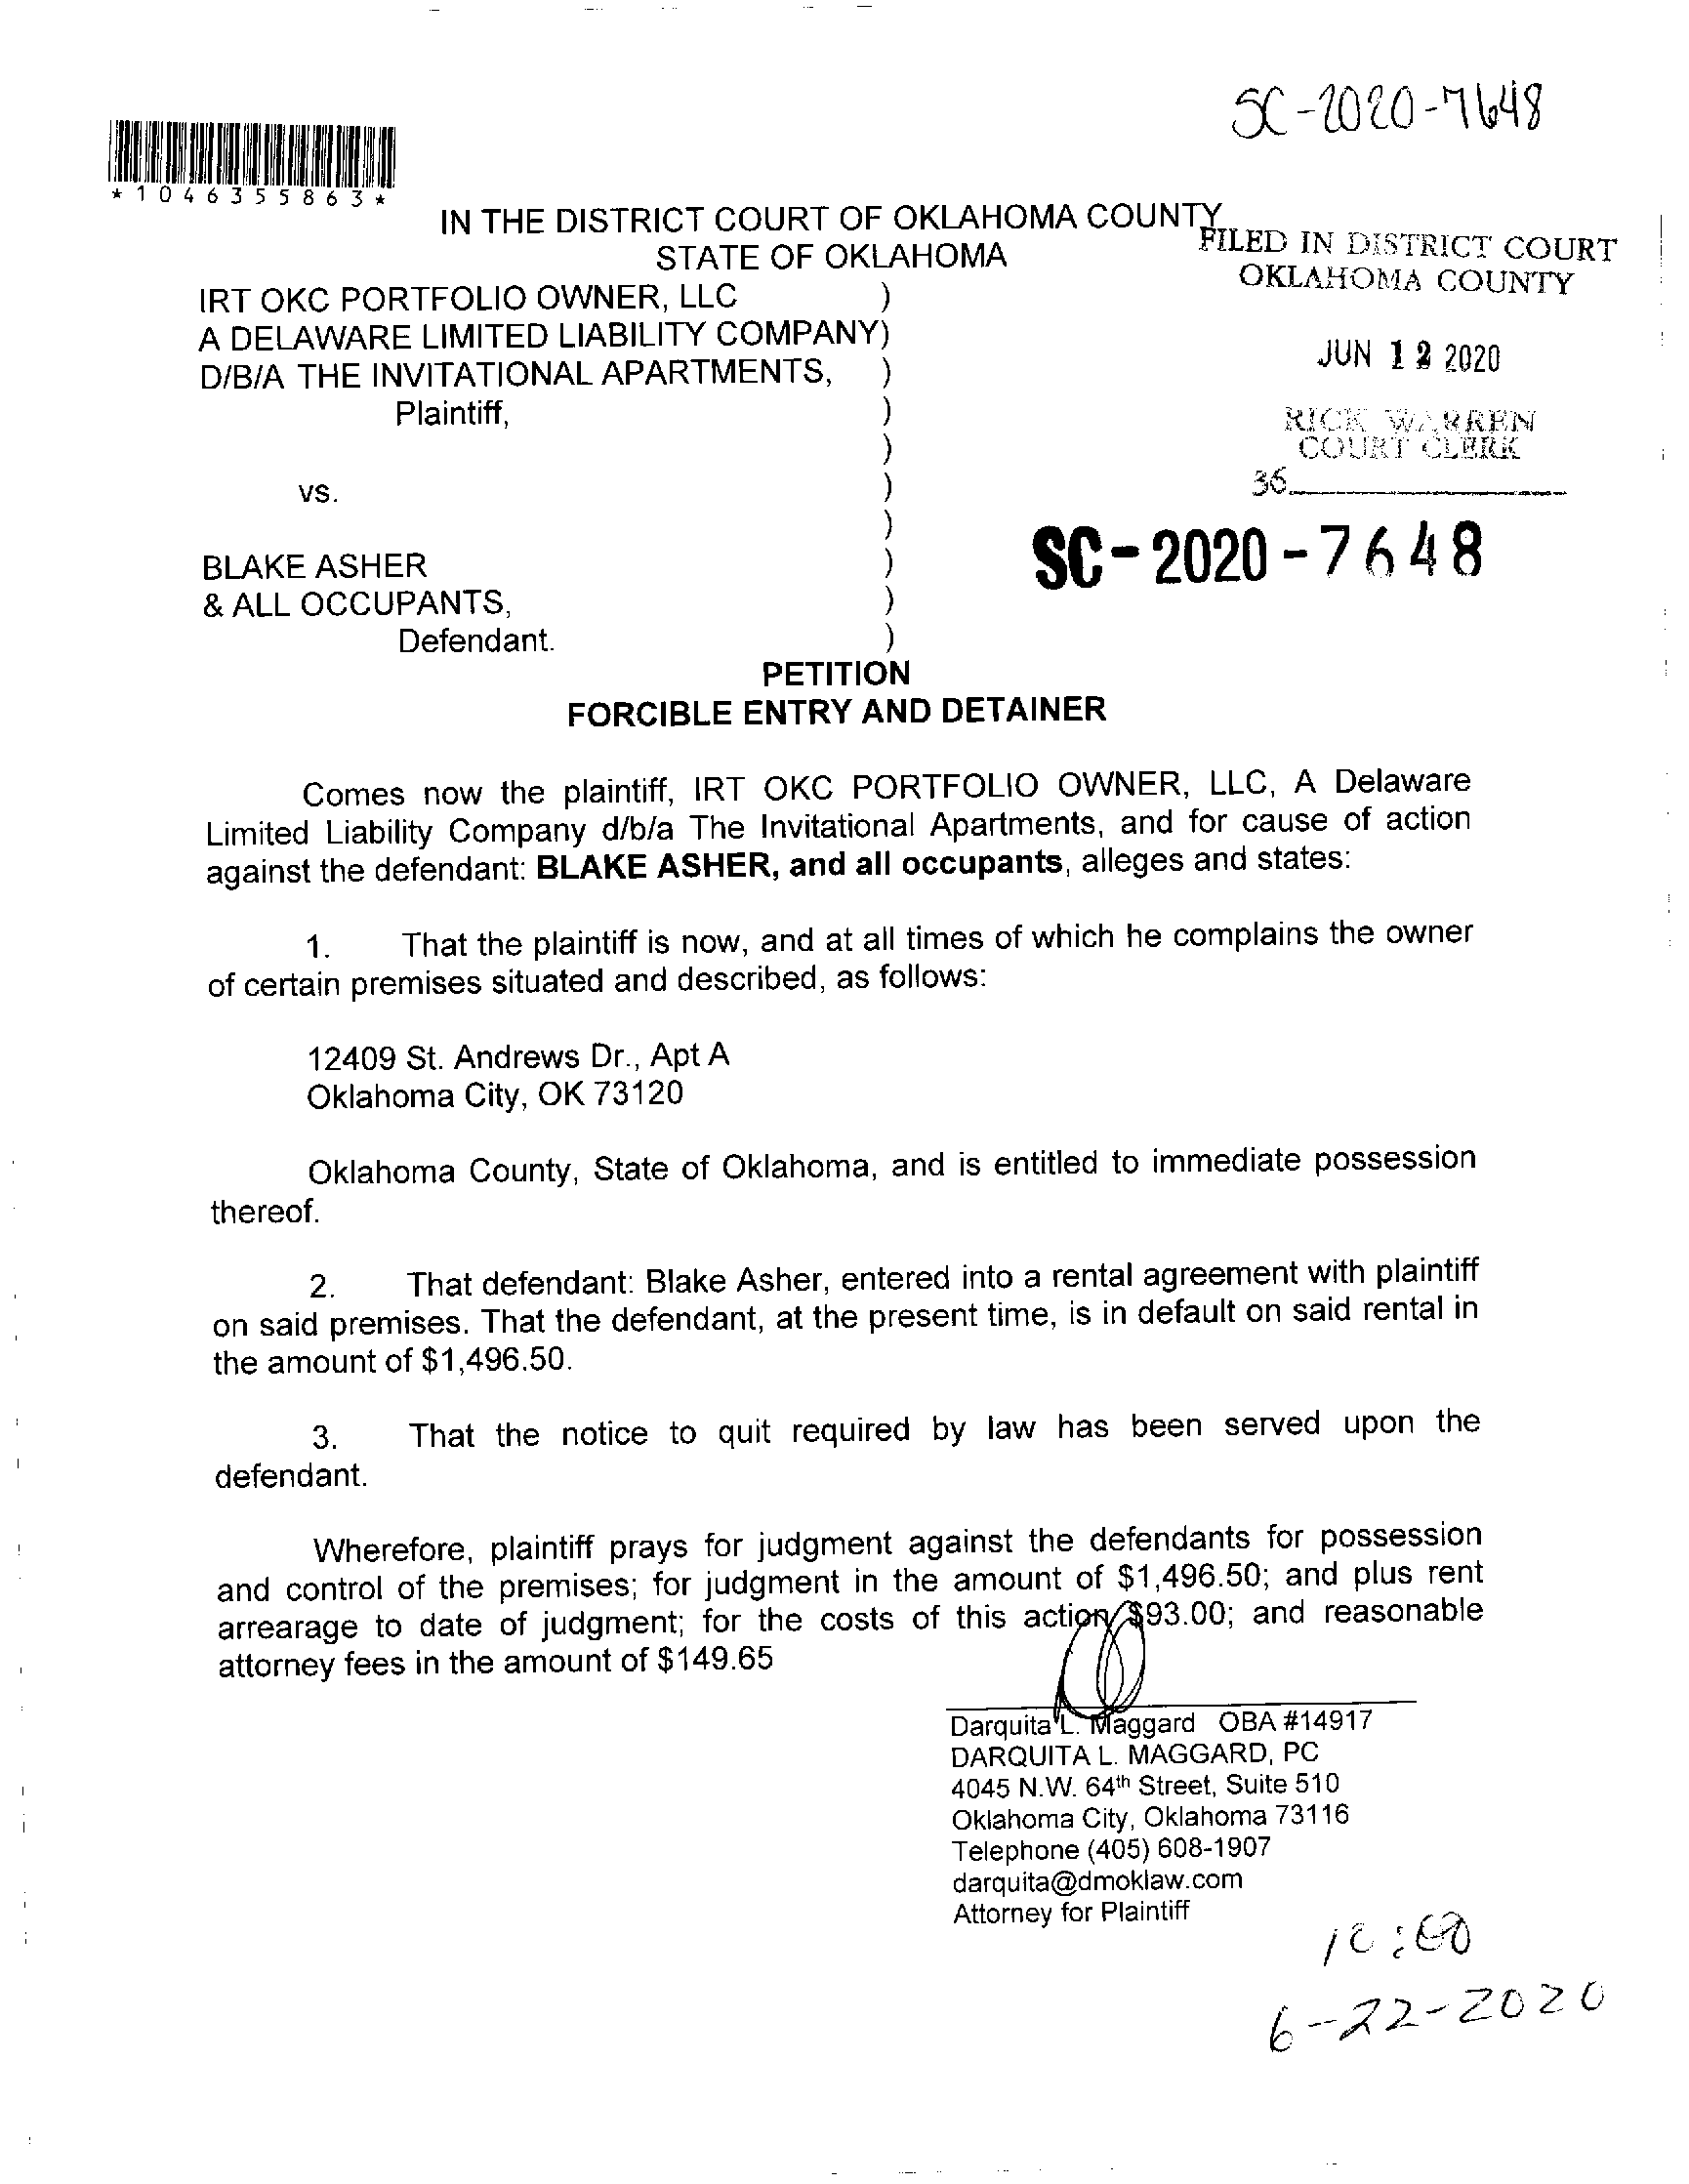 SC-2020-7648
*1046355863*
IN THE DISTRICT COURT OF OKLAHOMA COUNTY
STATE OF OKLAHOMA
FILED IN DISTRICT COURT
OKLAHOMA COUNTY
JUN 12 2020
RICK WARREN
COURT CLERK
36
IRT OKC PORTFOLIO OWNER, LLC )
A DELAWARE LIMITED LIABILITY COMPANY)
D/B/A THE INVITATIONAL APARTMENTS, )
Plaintiff, )
)
vs. )
)
BLAKE ASHER )
& ALL OCCUPANTS, )
Defendant. )
SC-2020-7648
PETITION
FORCIBLE ENTRY AND DETAINER
Comes now the plaintiff, IRT OKC PORTFOLIO OWNER, LLC, A Delaware
Limited Liability Company d/b/a The Invitational Apartments, and for cause of action
against the defendant: BLAKE ASHER, and all occupants, alleges and states:
1. That the plaintiff is now, and at all times of which he complains the owner
of certain premises situated and described, as follows:
12409 St. Andrews Dr., Apt A
Oklahoma City, OK 73120
Oklahoma County, State of Oklahoma, and is entitled to immediate possession
thereof.
2. That defendant: Blake Asher, entered into a rental agreement with plaintiff
on said premises. That the defendant, at the present time, is in default on said rental in
the amount of $1,496.50.
3. That the notice to quit required by law has been served upon the
defendant.
Wherefore, plaintiff prays for judgment against the defendants for possession
and control of the premises; for judgment in the amount of $1,496.50; and plus rent
arrearage to date of judgment; for the costs of this action $93.00; and reasonable
attorney fees in the amount of $149.65
Darquita L. Maggard OBA #14917
DARQUITA L. MAGGARD, PC
4045 N.W. 64th Street, Suite 510
Oklahoma City, Oklahoma 73116
Telephone (405) 608-1907
darquita@dmoklaw.com
Attorney for Plaintiff
6-22-2020